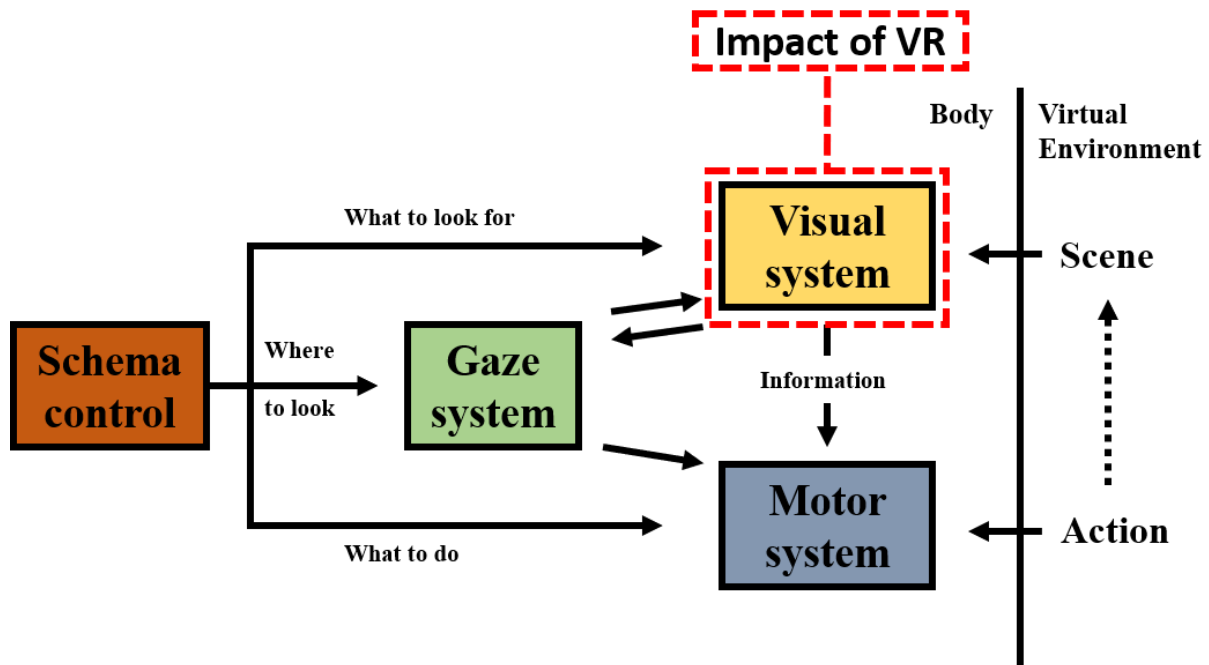 Impact of VR
Body
Virtual
Environment
What to look for
Visual
system
Scene
Schema
control
Where
to look
Gaze
system
Information
Motor
system
Action
What to do